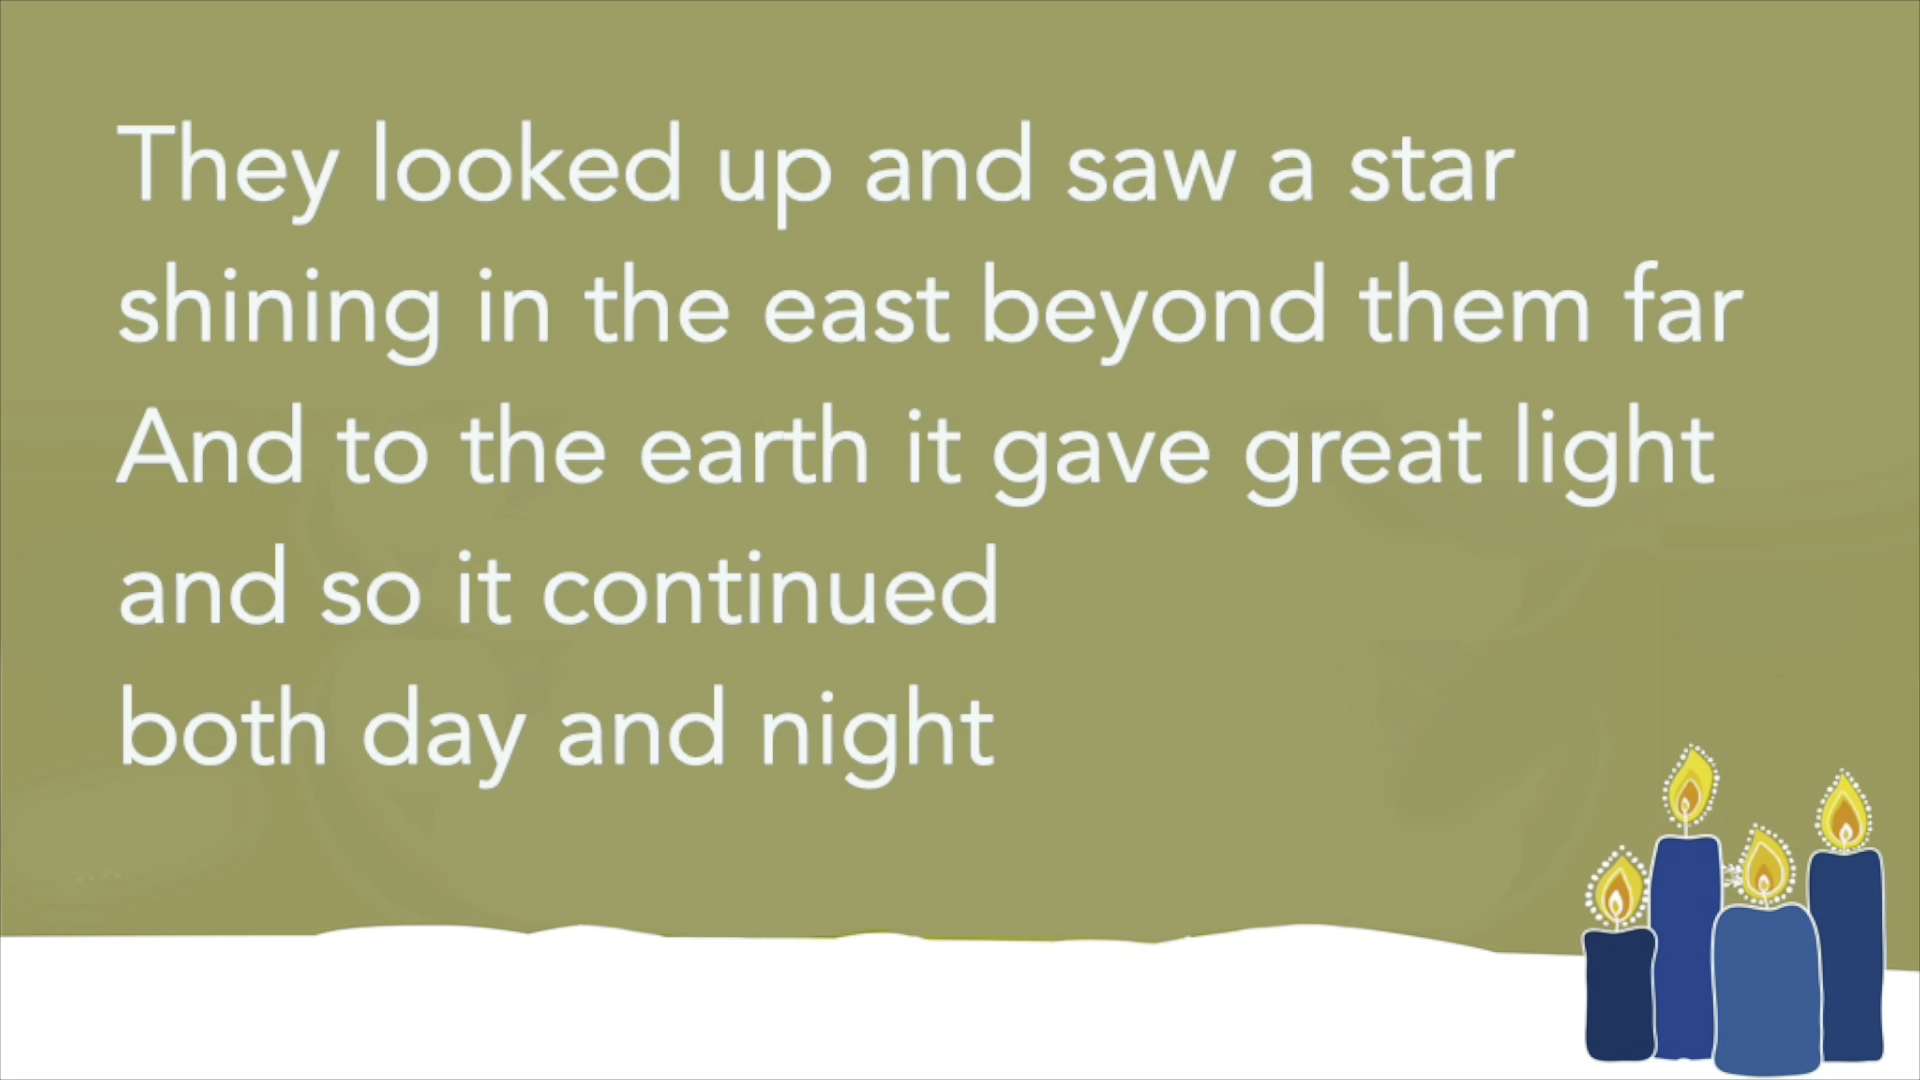 They looked up and saw a star
shining in the east beyond them far
And to the earth it gave great light
and so it continued
both day and night